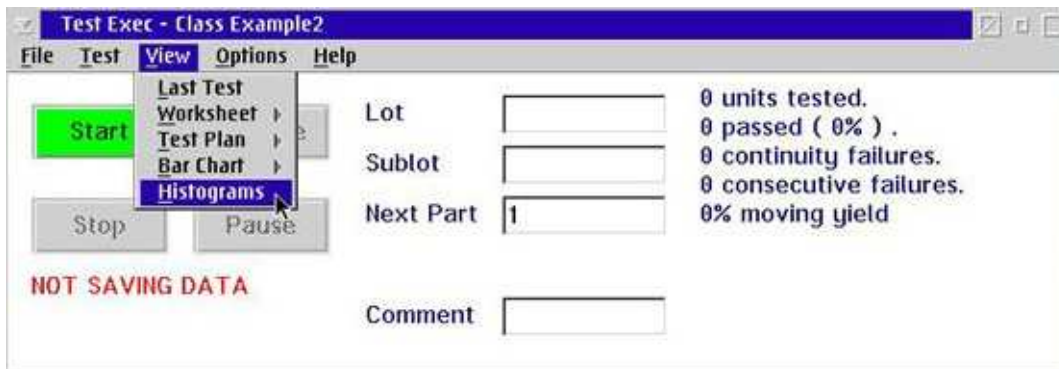 Test Exec - Class Example2
File Test View Options Help
Last Test
Worksheet
Test Plan
Bar Chart
Histograms
Start
Stop
Pause
NOT SAVING DATA
Lot
Sublot
Next Part 1
Comment
0 units tested.
0 passed ( 0% ) .
0 continuity failures.
0 consecutive failures.
0% moving yield